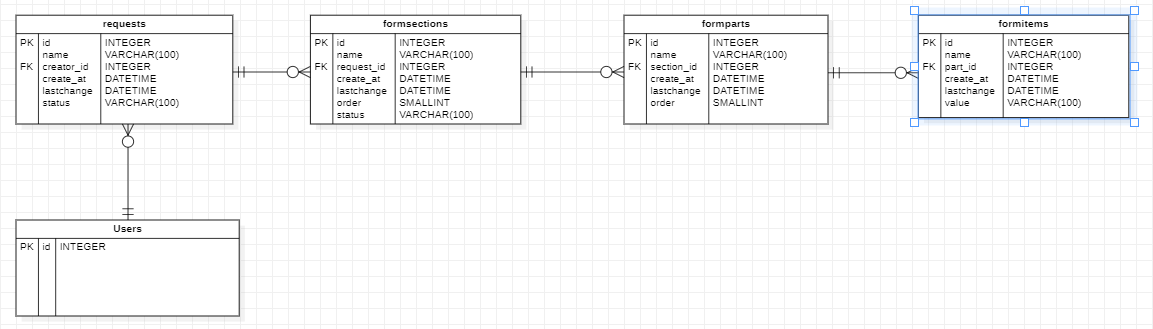 requests
PK id INTEGER
name VARCHAR(100)
FK creator_id INTEGER
create_at DATETIME
lastchange DATETIME
status VARCHAR(100)
formsections
PK id INTEGER
name VARCHAR(100)
FK request_id INTEGER
create_at DATETIME
lastchange DATETIME
order SMALLINT
status VARCHAR(100)
formparts
PK id INTEGER
name VARCHAR(100)
FK section_id INTEGER
create_at DATETIME
lastchange DATETIME
order SMALLINT
formitems
PK id INTEGER
name VARCHAR(100)
FK part_id INTEGER
create_at DATETIME
lastchange DATETIME
value VARCHAR(100)
Users
PK id INTEGER